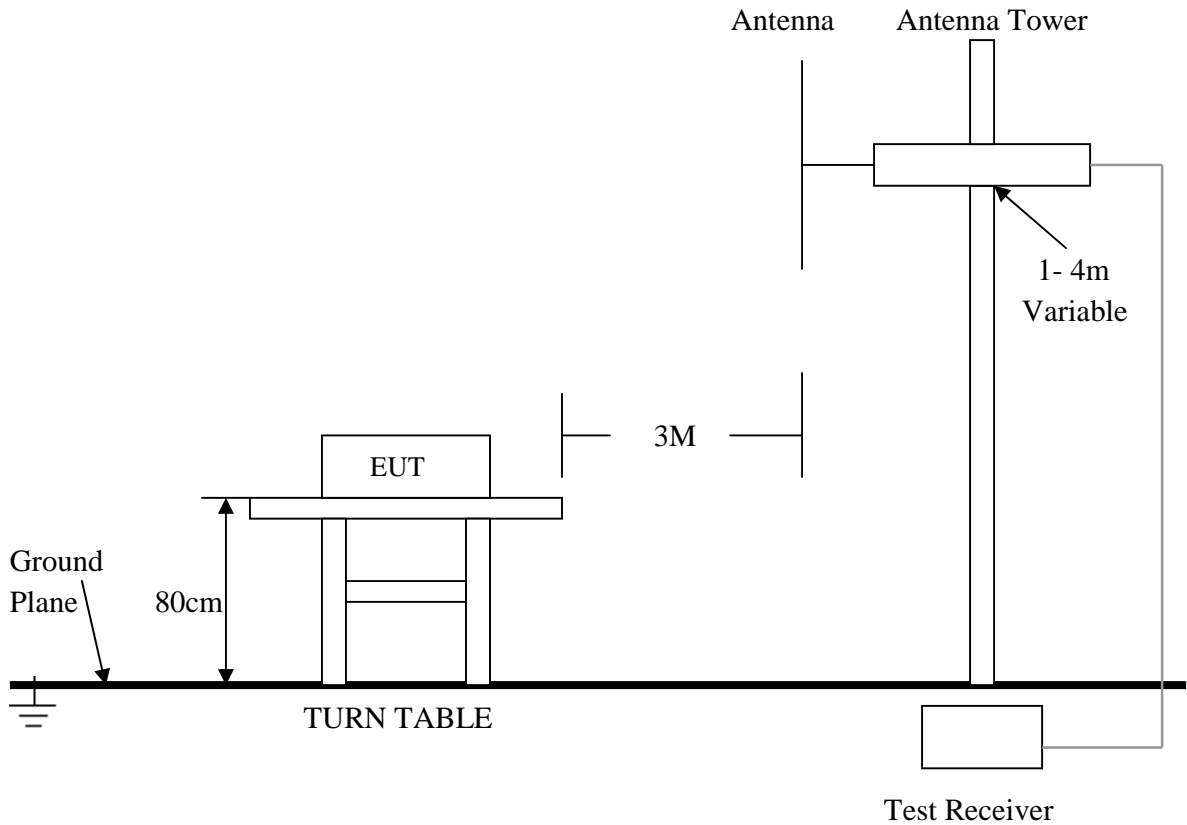 Antenna
Antenna Tower
1- 4m
Variable
3M
EUT
Ground
Plane
80cm
TURN TABLE
Test Receiver